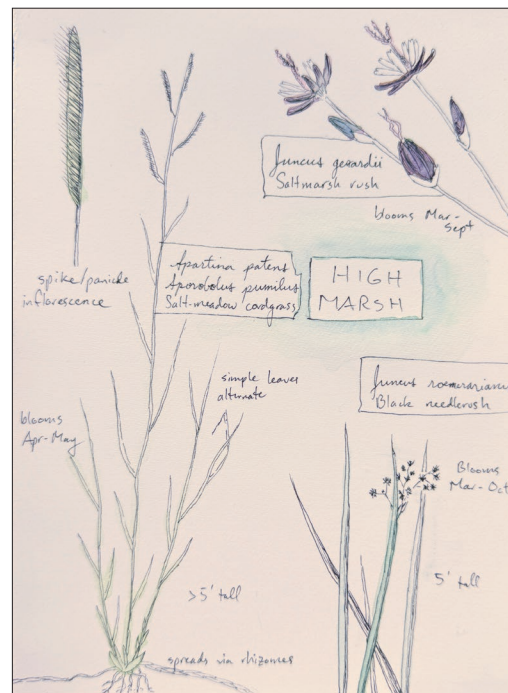 Juncus gerardii
Saltmarsh rush
blooms Mar-
Sept
spike/panicle
inflorescence
Spartina patens
Sporobolus pumilus
Salt-meadow cordgrass
HIGH
MARSH
simple leaves
alternate
Juncus roemerianus
Black needlerush
blooms
Apr-May
Blooms
Mar-Oct
>5' tall
5' tall
spreads via rhizomes